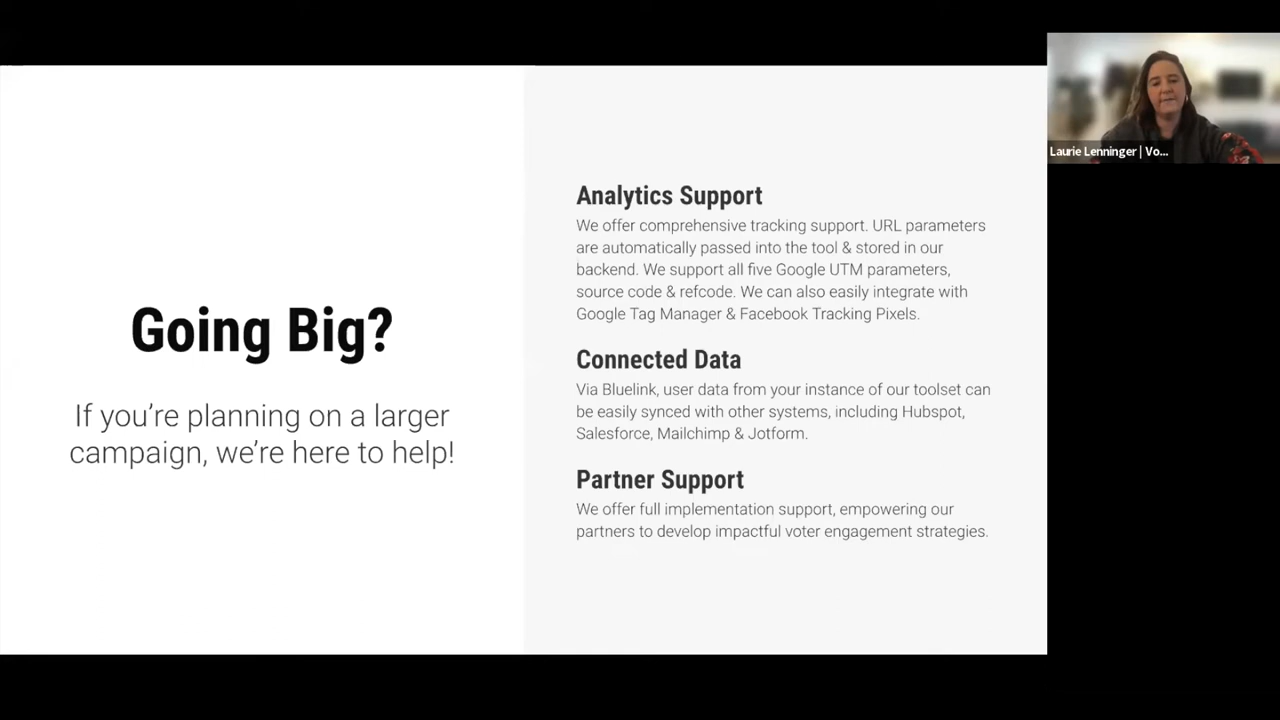 Going Big?
If you’re planning on a larger
campaign, we’re here to help!
Analytics Support
We offer comprehensive tracking support. URL parameters
are automatically passed into the tool & stored in our
backend. We support all five Google UTM parameters,
source code & refcode. We can also easily integrate with
Google Tag Manager & Facebook Tracking Pixels.
Connected Data
Via Bluelink, user data from your instance of our toolset can
be easily synced with other systems, including Hubspot,
Salesforce, Mailchimp & Jotform.
Partner Support
We offer full implementation support, empowering our
partners to develop impactful voter engagement strategies.
Laurie Lenninger | Vo...